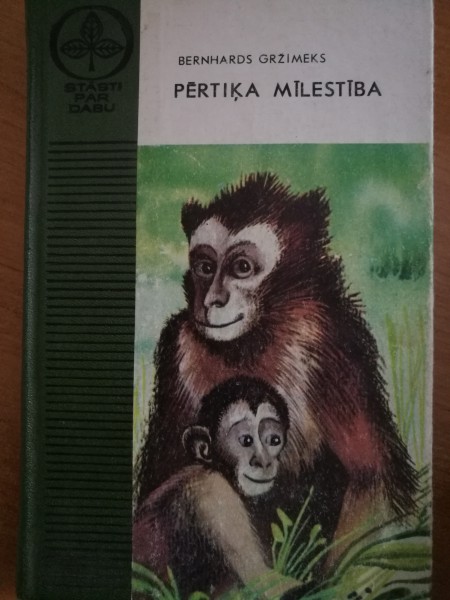 STĀSTI
PAR
DABU
BERNHARDS GRŽIMEKS
PĒRTIĶA MĪLESTĪBA